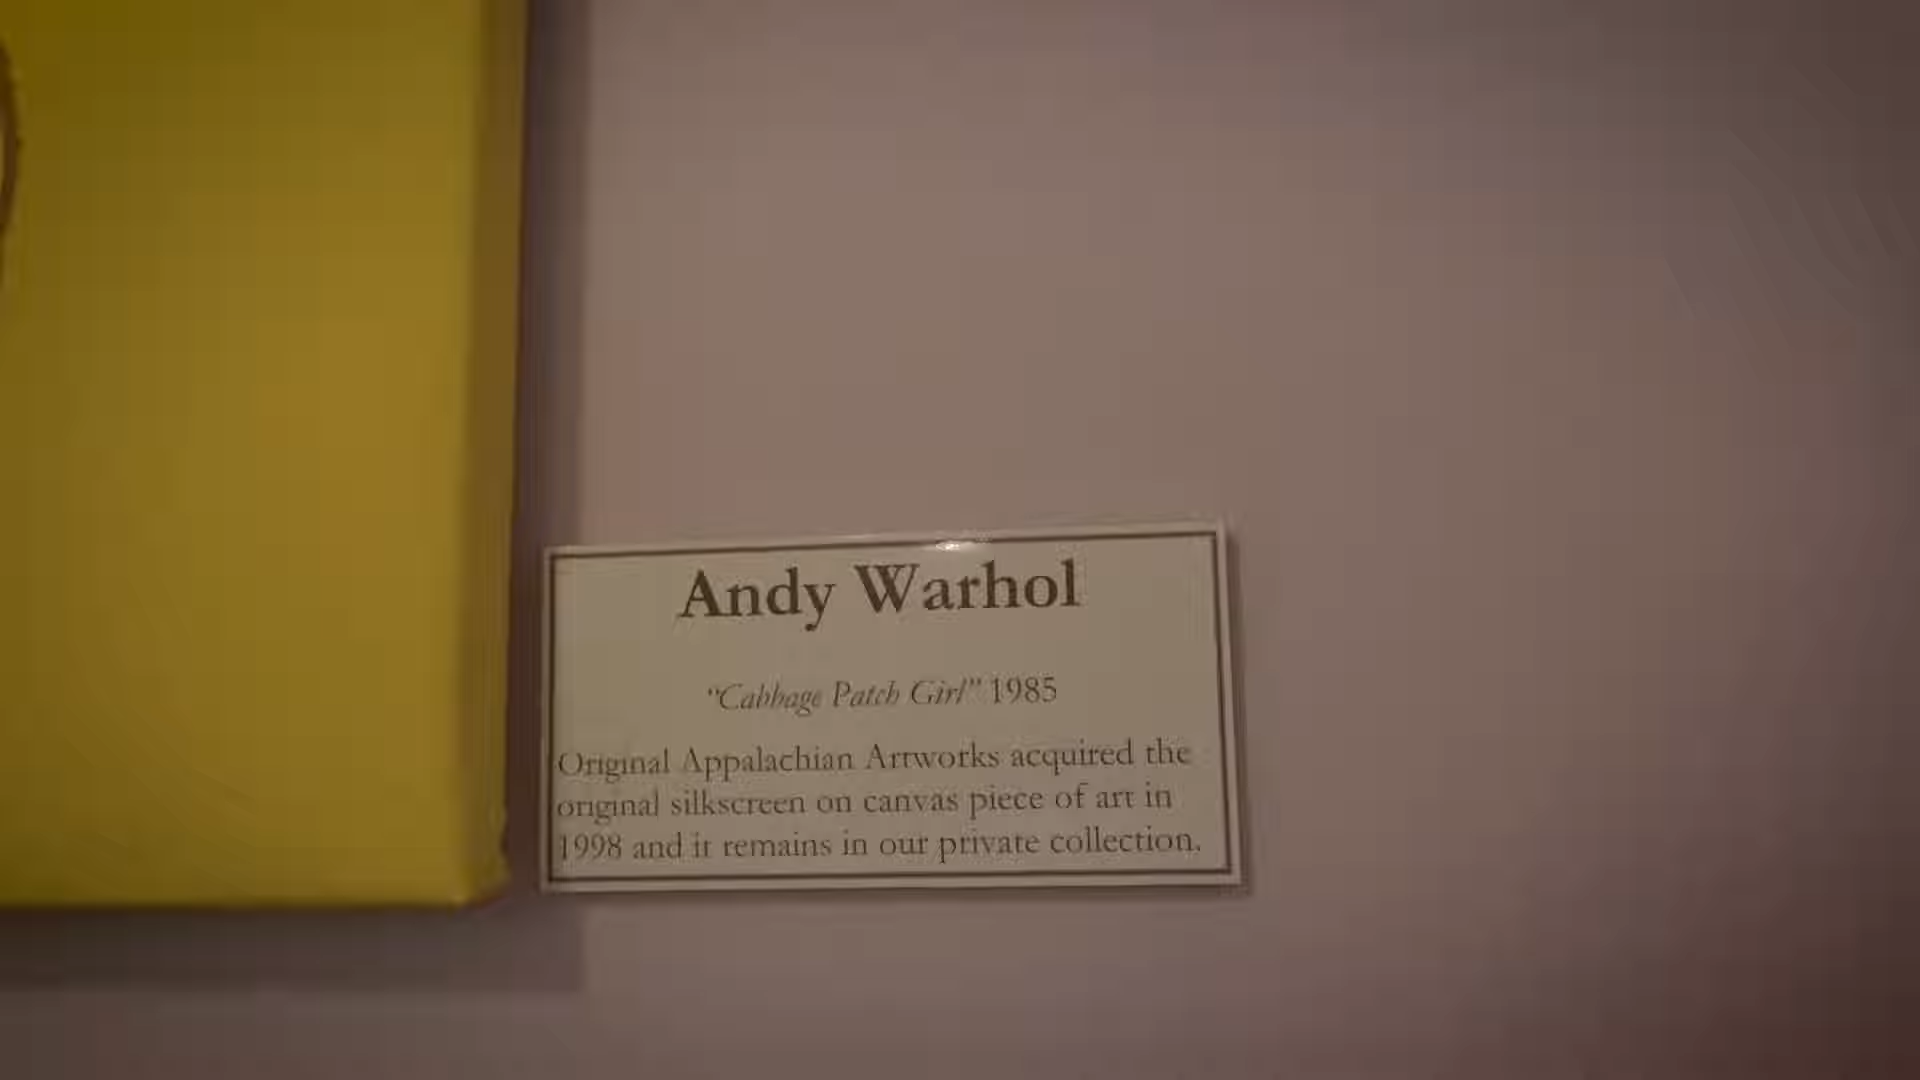 Andy Warhol
"Cabbage Patch Girl" 1985
Original Appalachian Artworks acquired the
original silkscreen on canvas piece of art in
1998 and it remains in our private collection.